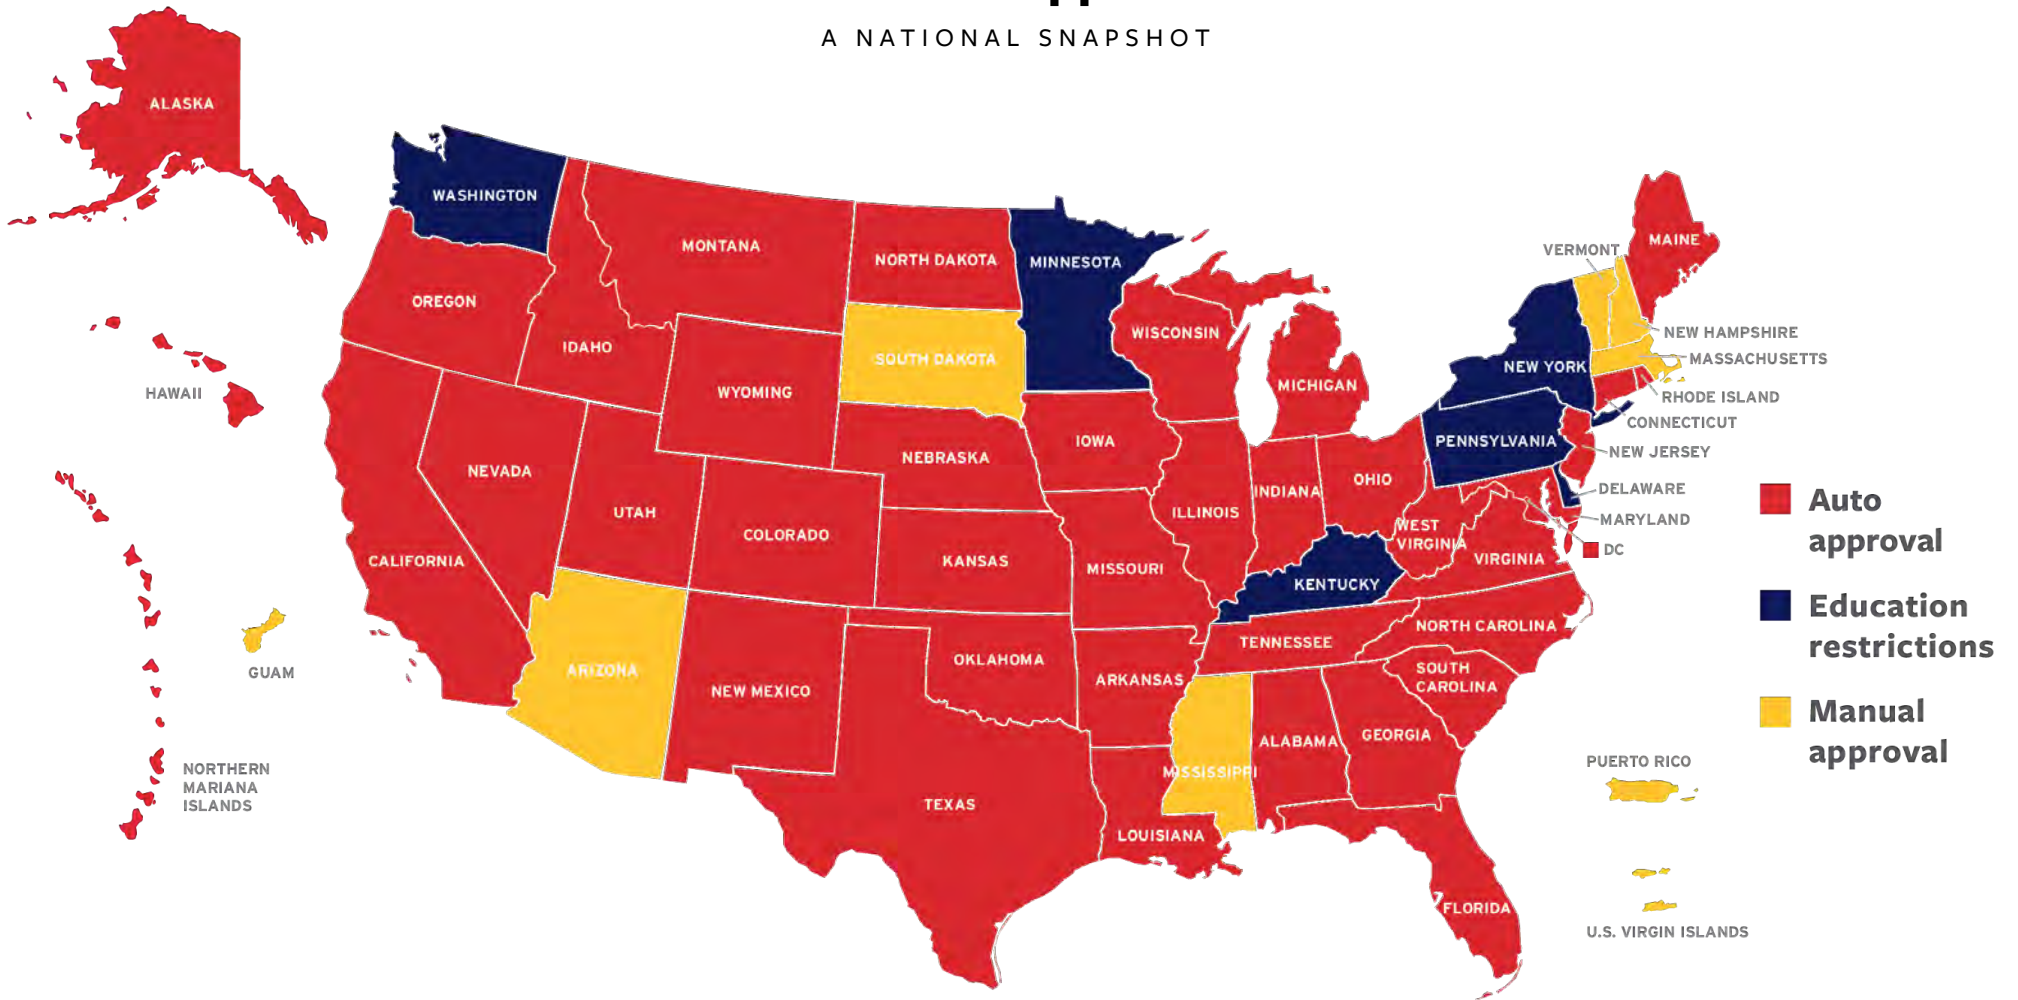 A NATIONAL SNAPSHOT
ALASKA
WASHINGTON
MONTANA
NORTH DAKOTA
MINNESOTA
VERMONT
MAINE
OREGON
IDAHO
WYOMING
SOUTH DAKOTA
WISCONSIN
MICHIGAN
NEW YORK
NEW HAMPSHIRE
MASSACHUSETTS
RHODE ISLAND
CONNECTICUT
HAWAII
NEVADA
UTAH
COLORADO
NEBRASKA
IOWA
ILLINOIS
INDIANA
OHIO
PENNSYLVANIA
NEW JERSEY
DELAWARE
MARYLAND
DC
CALIFORNIA
KANSAS
MISSOURI
KENTUCKY
WEST
VIRGINIA
VIRGINIA
GUAM
ARIZONA
NEW MEXICO
OKLAHOMA
ARKANSAS
TENNESSEE
NORTH CAROLINA
SOUTH
CAROLINA
NORTHERN
MARIANA
ISLANDS
TEXAS
LOUISIANA
MISSISSIPPI
ALABAMA
GEORGIA
FLORIDA
PUERTO RICO
U.S. VIRGIN ISLANDS
Auto
approval
Education
restrictions
Manual
approval